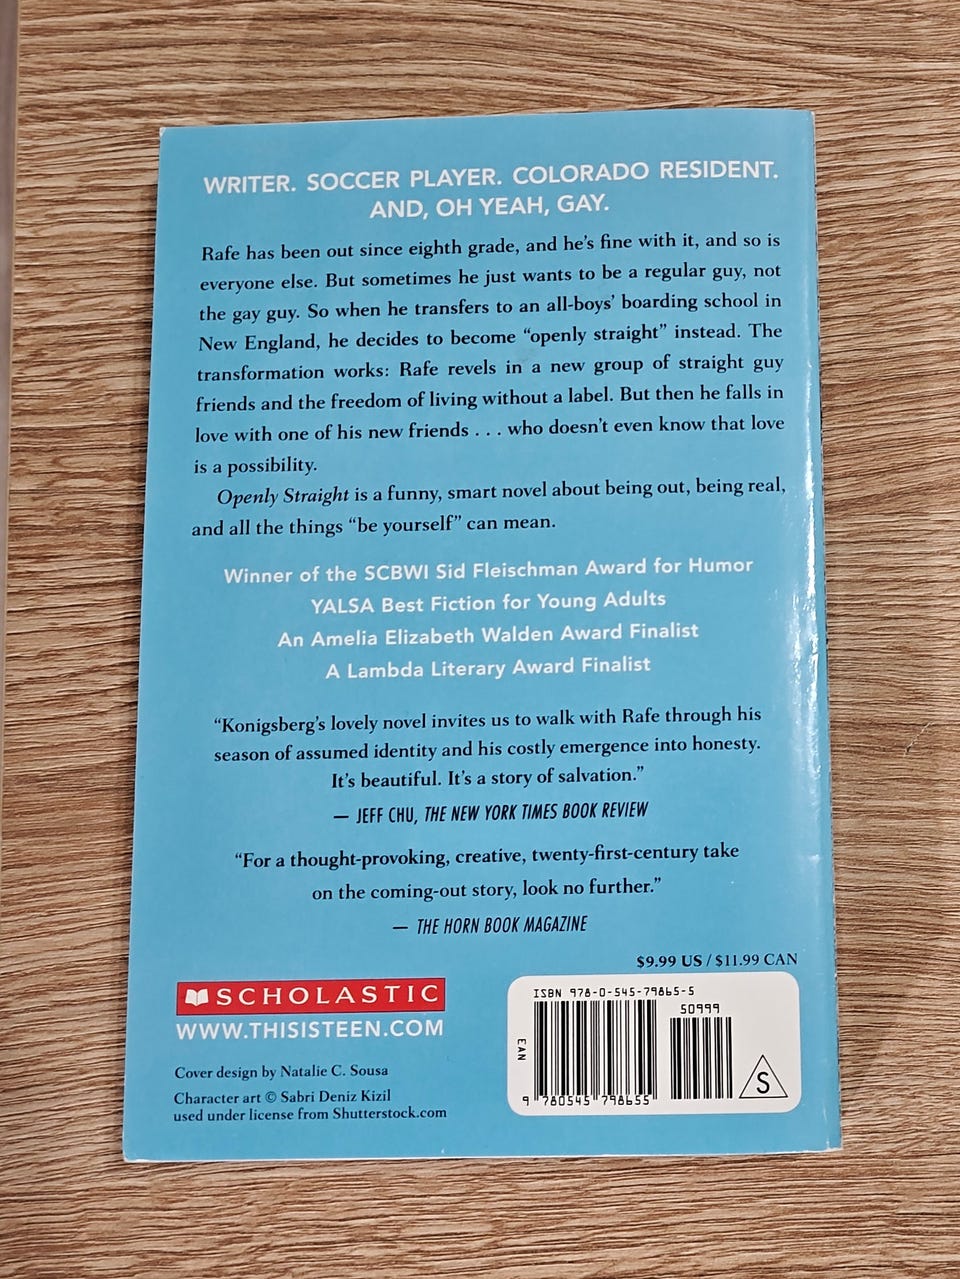 WRITER. SOCCER PLAYER. COLORADO RESIDENT.
AND, OH YEAH, GAY.
Rafe has been out since eighth grade, and he's fine with it, and so is
everyone else. But sometimes he just wants to be a regular guy, not
the gay guy. So when he transfers to an all-boys' boarding school in
New England, he decides to become “openly straight” instead. The
transformation works: Rafe revels in a new group of straight guy
friends and the freedom of living without a label. But then he falls in
love with one of his new friends . . . who doesn't even know that love
is a possibility.
Openly Straight is a funny, smart novel about being out, being real,
and all the things “be yourself” can mean.
Winner of the SCBWI Sid Fleischman Award for Humor
YALSA Best Fiction for Young Adults
An Amelia Elizabeth Walden Award Finalist
A Lambda Literary Award Finalist
“Konigsberg's lovely novel invites us to walk with Rafe through his
season of assumed identity and his costly emergence into honesty.
It's beautiful. It's a story of salvation.”
— JEFF CHU, THE NEW YORK TIMES BOOK REVIEW
“For a thought-provoking, creative, twenty-first-century take
on the coming-out story, look no further.”
— THE HORN BOOK MAGAZINE
$9.99 US / $11.99 CAN
SCHOLASTIC
WWW.THISISTEEN.COM
Cover design by Natalie C. Sousa
Character art © Sabri Deniz Kizil
used under license from Shutterstock.com
ISBN 978-0-545-79865-5
50999
EAN
9 780545 798655
S